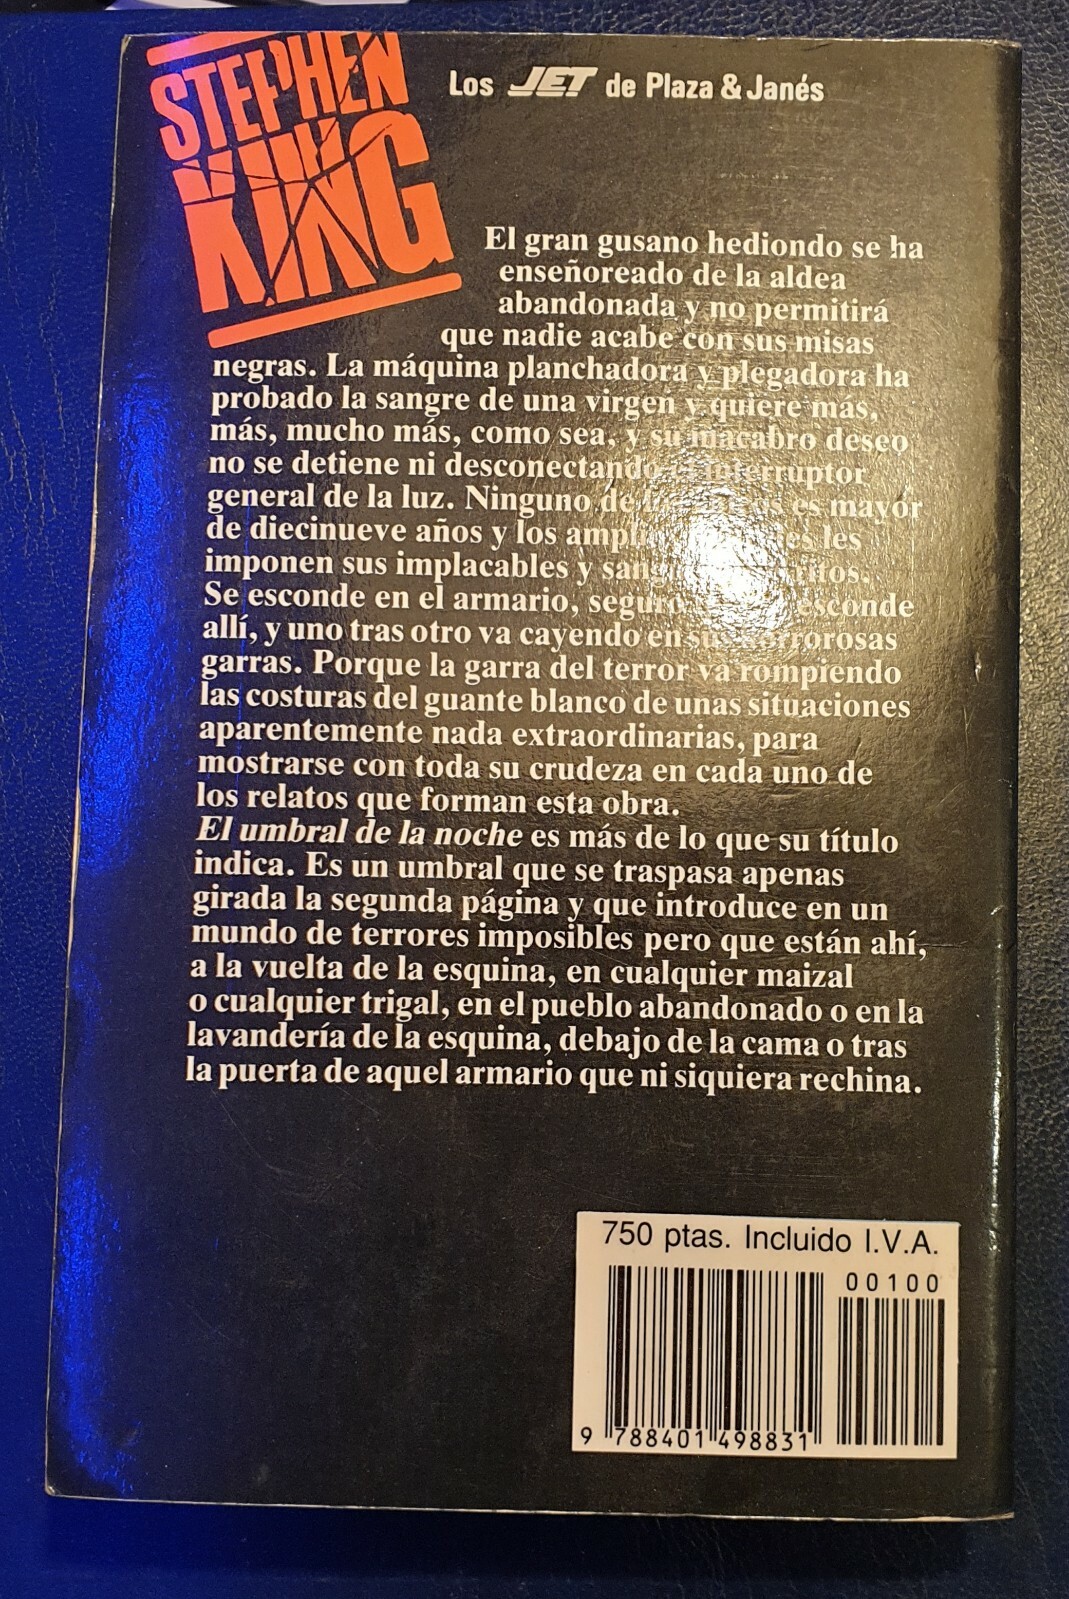 STEPHEN
KING
Los JET de Plaza & Janés
El gran gusano hediondo se ha
enseñoreado de la aldea
abandonada y no permitirá
que nadie acabe con sus misas
negras. La máquina planchadora y plegadora ha
probado la sangre de una virgen y quiere más,
más, mucho más, como sea, y su macabro deseo
no se detiene ni desconectando el interruptor
general de la luz. Ninguno de es mayor
de diecinueve años y los les
imponen sus implacables y
Se esconde en el armario, seguro esconde
allí, y uno tras otro va cayendo en sus horrorosas
garras. Porque la garra del terror va rompiendo
las costuras del guante blanco de unas situaciones
aparentemente nada extraordinarias, para
mostrarse con toda su crudeza en cada uno de
los relatos que forman esta obra.
El umbral de la noche es más de lo que su título
indica. Es un umbral que se traspasa apenas
girada la segunda página y que introduce en un
mundo de terrores imposibles pero que están ahí,
a la vuelta de la esquina, en cualquier maizal
o cualquier trigal, en el pueblo abandonado o en la
lavandería de la esquina, debajo de la cama o tras
la puerta de aquel armario que ni siquiera rechina.
750 ptas. Incluido I.V.A.
00100
9 788401 498831